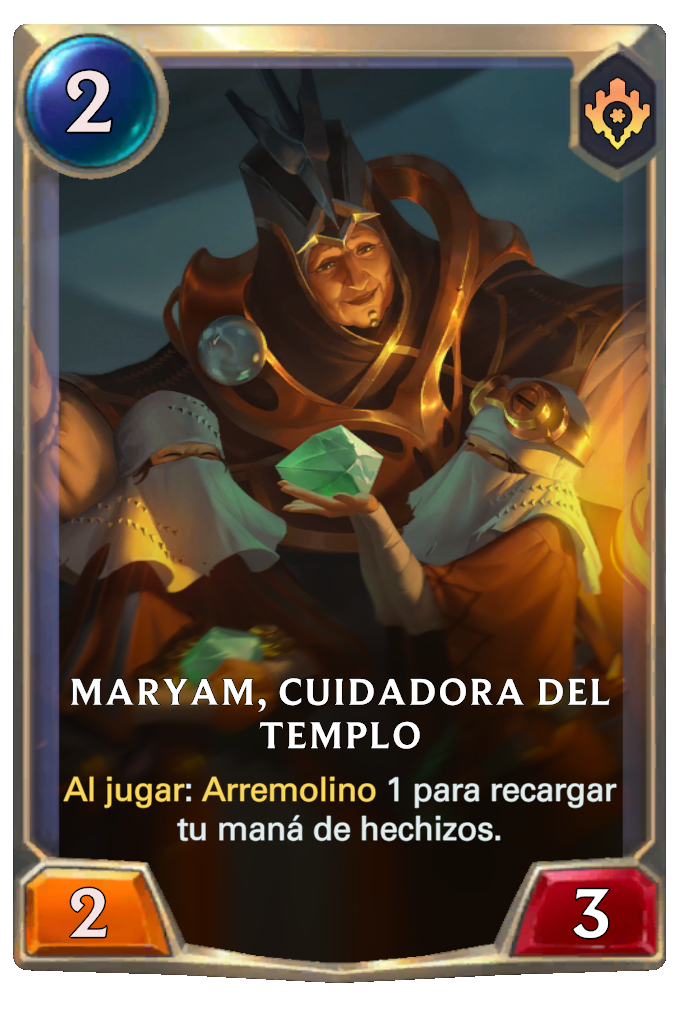 2
MARYAM, CUIDADORA DEL
TEMPLO
Al jugar: Arremolino 1 para recargar
tu maná de hechizos.
2
3